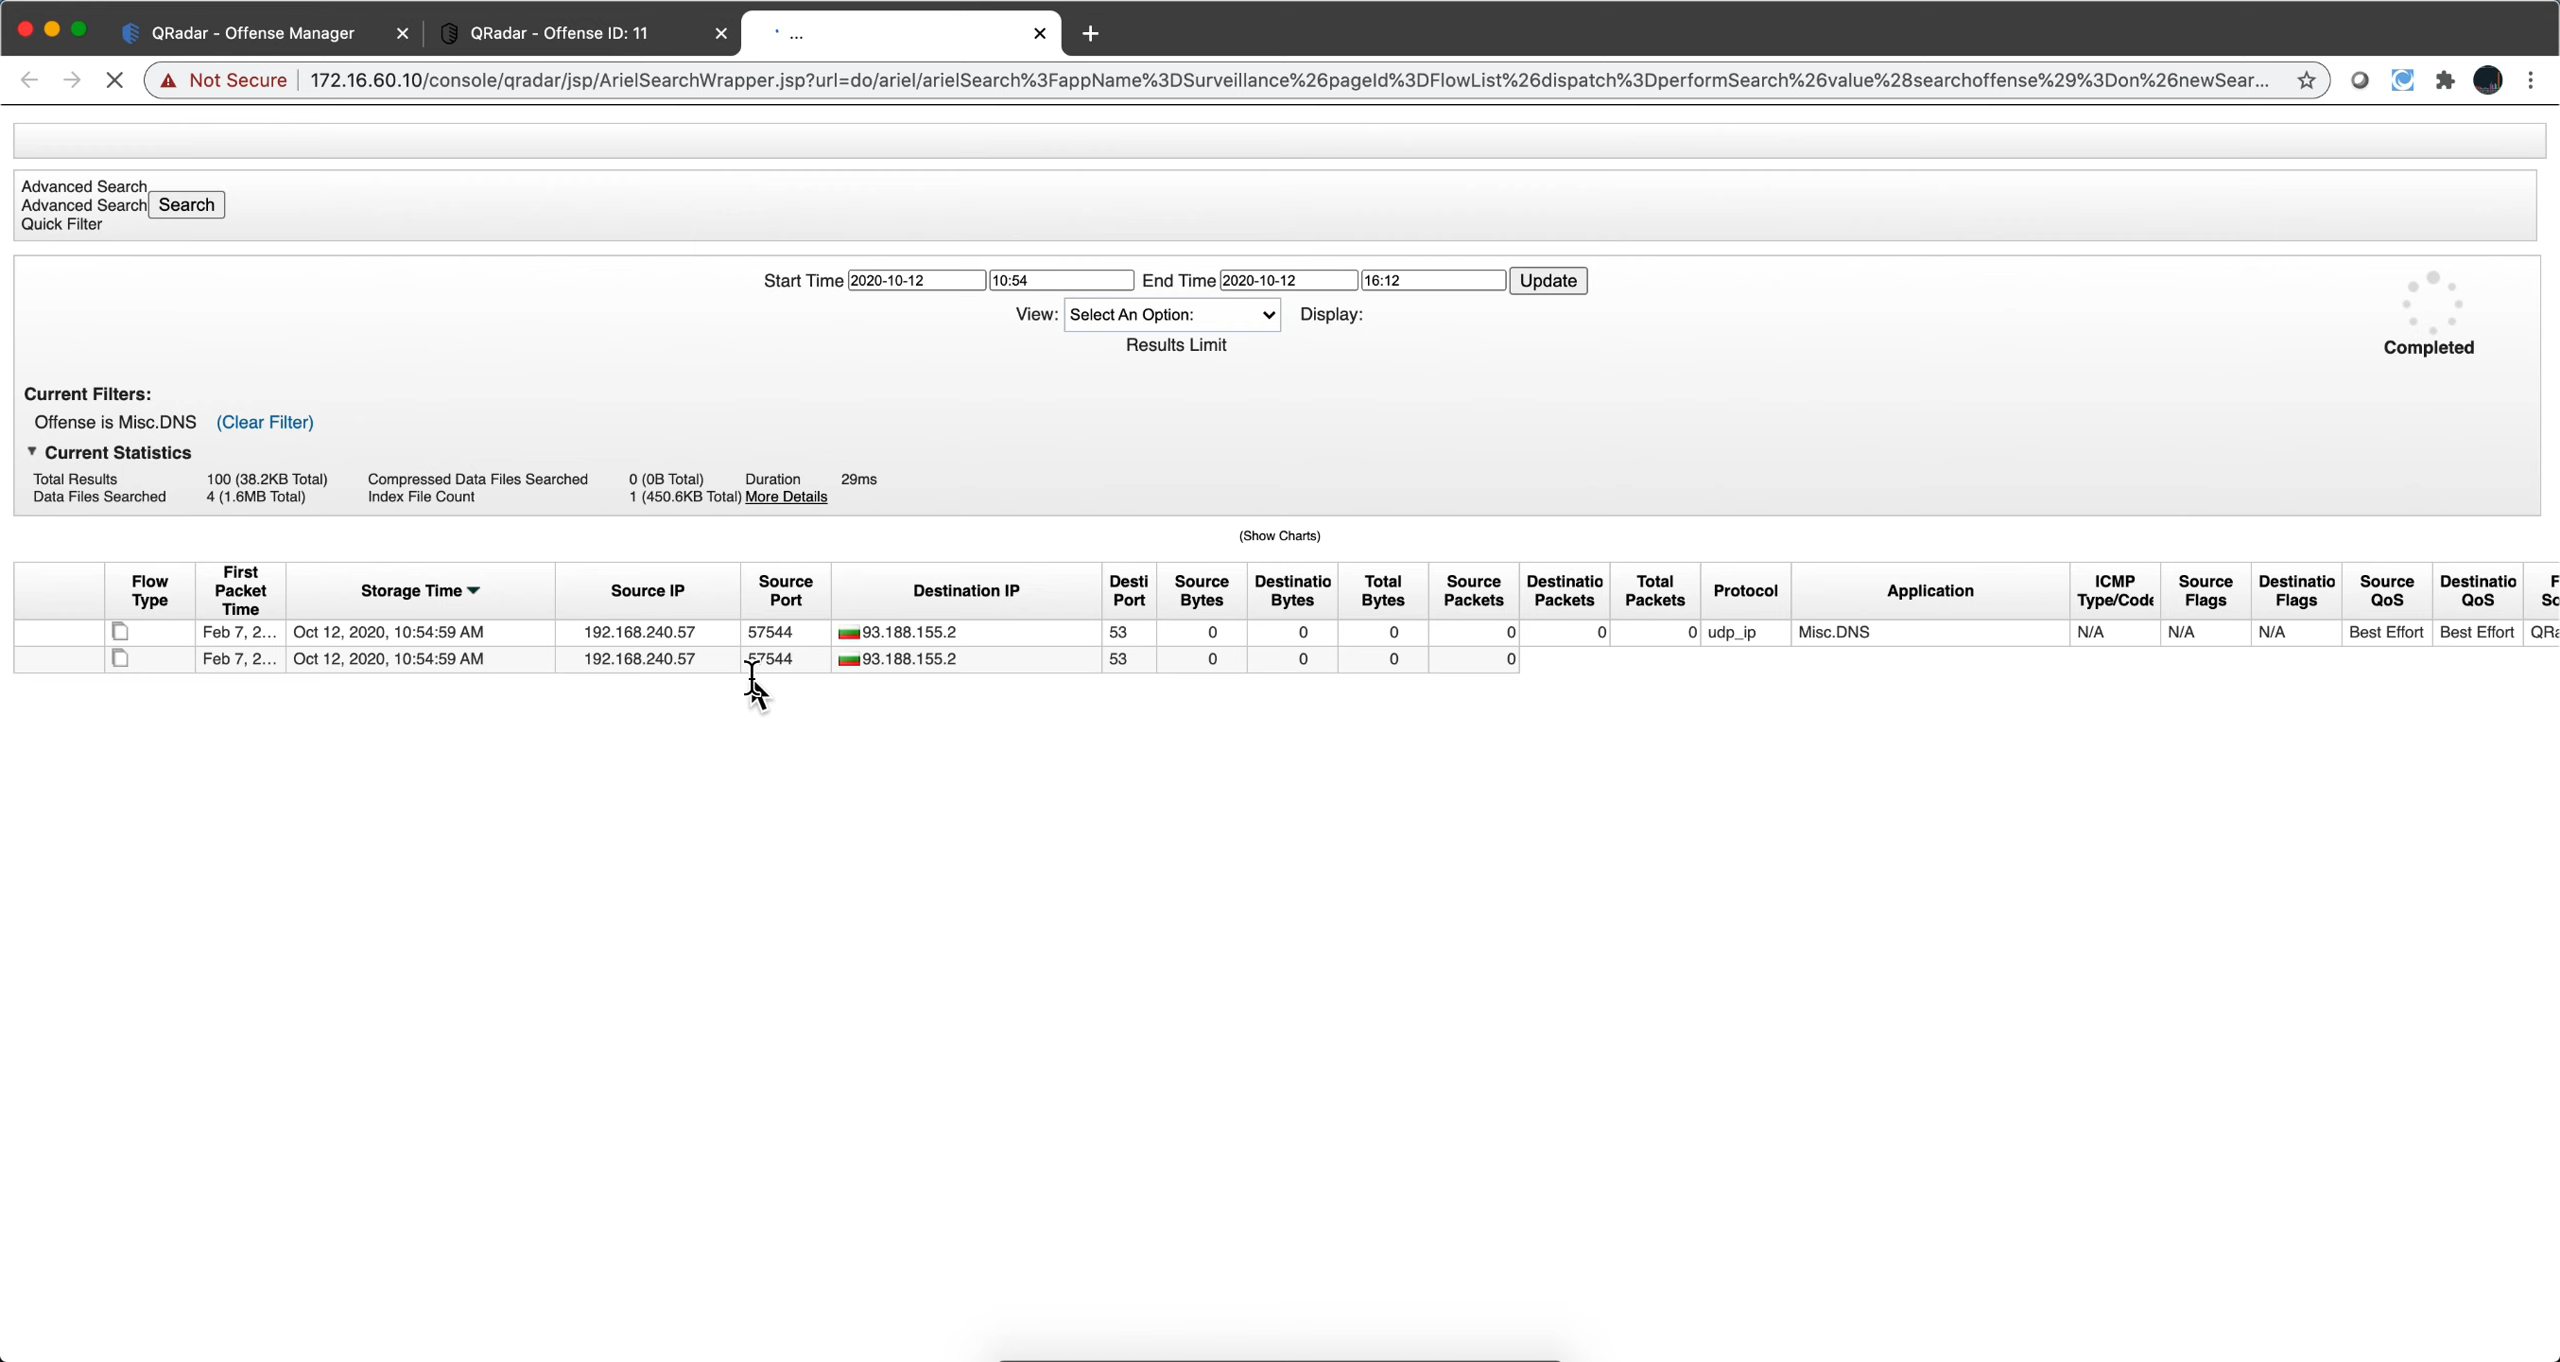 QRadar - Offense Manager
QRadar - Offense ID: 11
...
Not Secure 172.16.60.10/console/qradar/jsp/ArielSearchWrapper.jsp?url=do/ariel/arielSearch%3FappName%3DSurveillance%26pageId%3DFlowList%26dispatch%3DperformSearch%26value%28searchoffense%29%3Don%26newSear...
Advanced Search
Advanced Search Search
Quick Filter
Start Time 2020-10-12 10:54 End Time 2020-10-12 16:12 Update
View: Select An Option: Display:
Results Limit
Completed
Current Filters:
Offense is Misc.DNS (Clear Filter)
Current Statistics
Total Results 100 (38.2KB Total) Compressed Data Files Searched 0 (0B Total) Duration 29ms
Data Files Searched 4 (1.6MB Total) Index File Count 1 (450.6KB Total) More Details
(Show Charts)
Flow Type First Packet Time Storage Time Source IP Source Port Destination IP Desti Port Source Bytes Destinatio Bytes Total Bytes Source Packets Destinatio Packets Total Packets Protocol Application ICMP Type/Code Source Flags Destinatio Flags Source QoS Destinatio QoS
Feb 7, 2... Oct 12, 2020, 10:54:59 AM 192.168.240.57 57544 93.188.155.2 53 0 0 0 0 0 0 udp_ip Misc.DNS N/A N/A N/A Best Effort Best Effort QRa
Feb 7, 2... Oct 12, 2020, 10:54:59 AM 192.168.240.57 57544 93.188.155.2 53 0 0 0 0